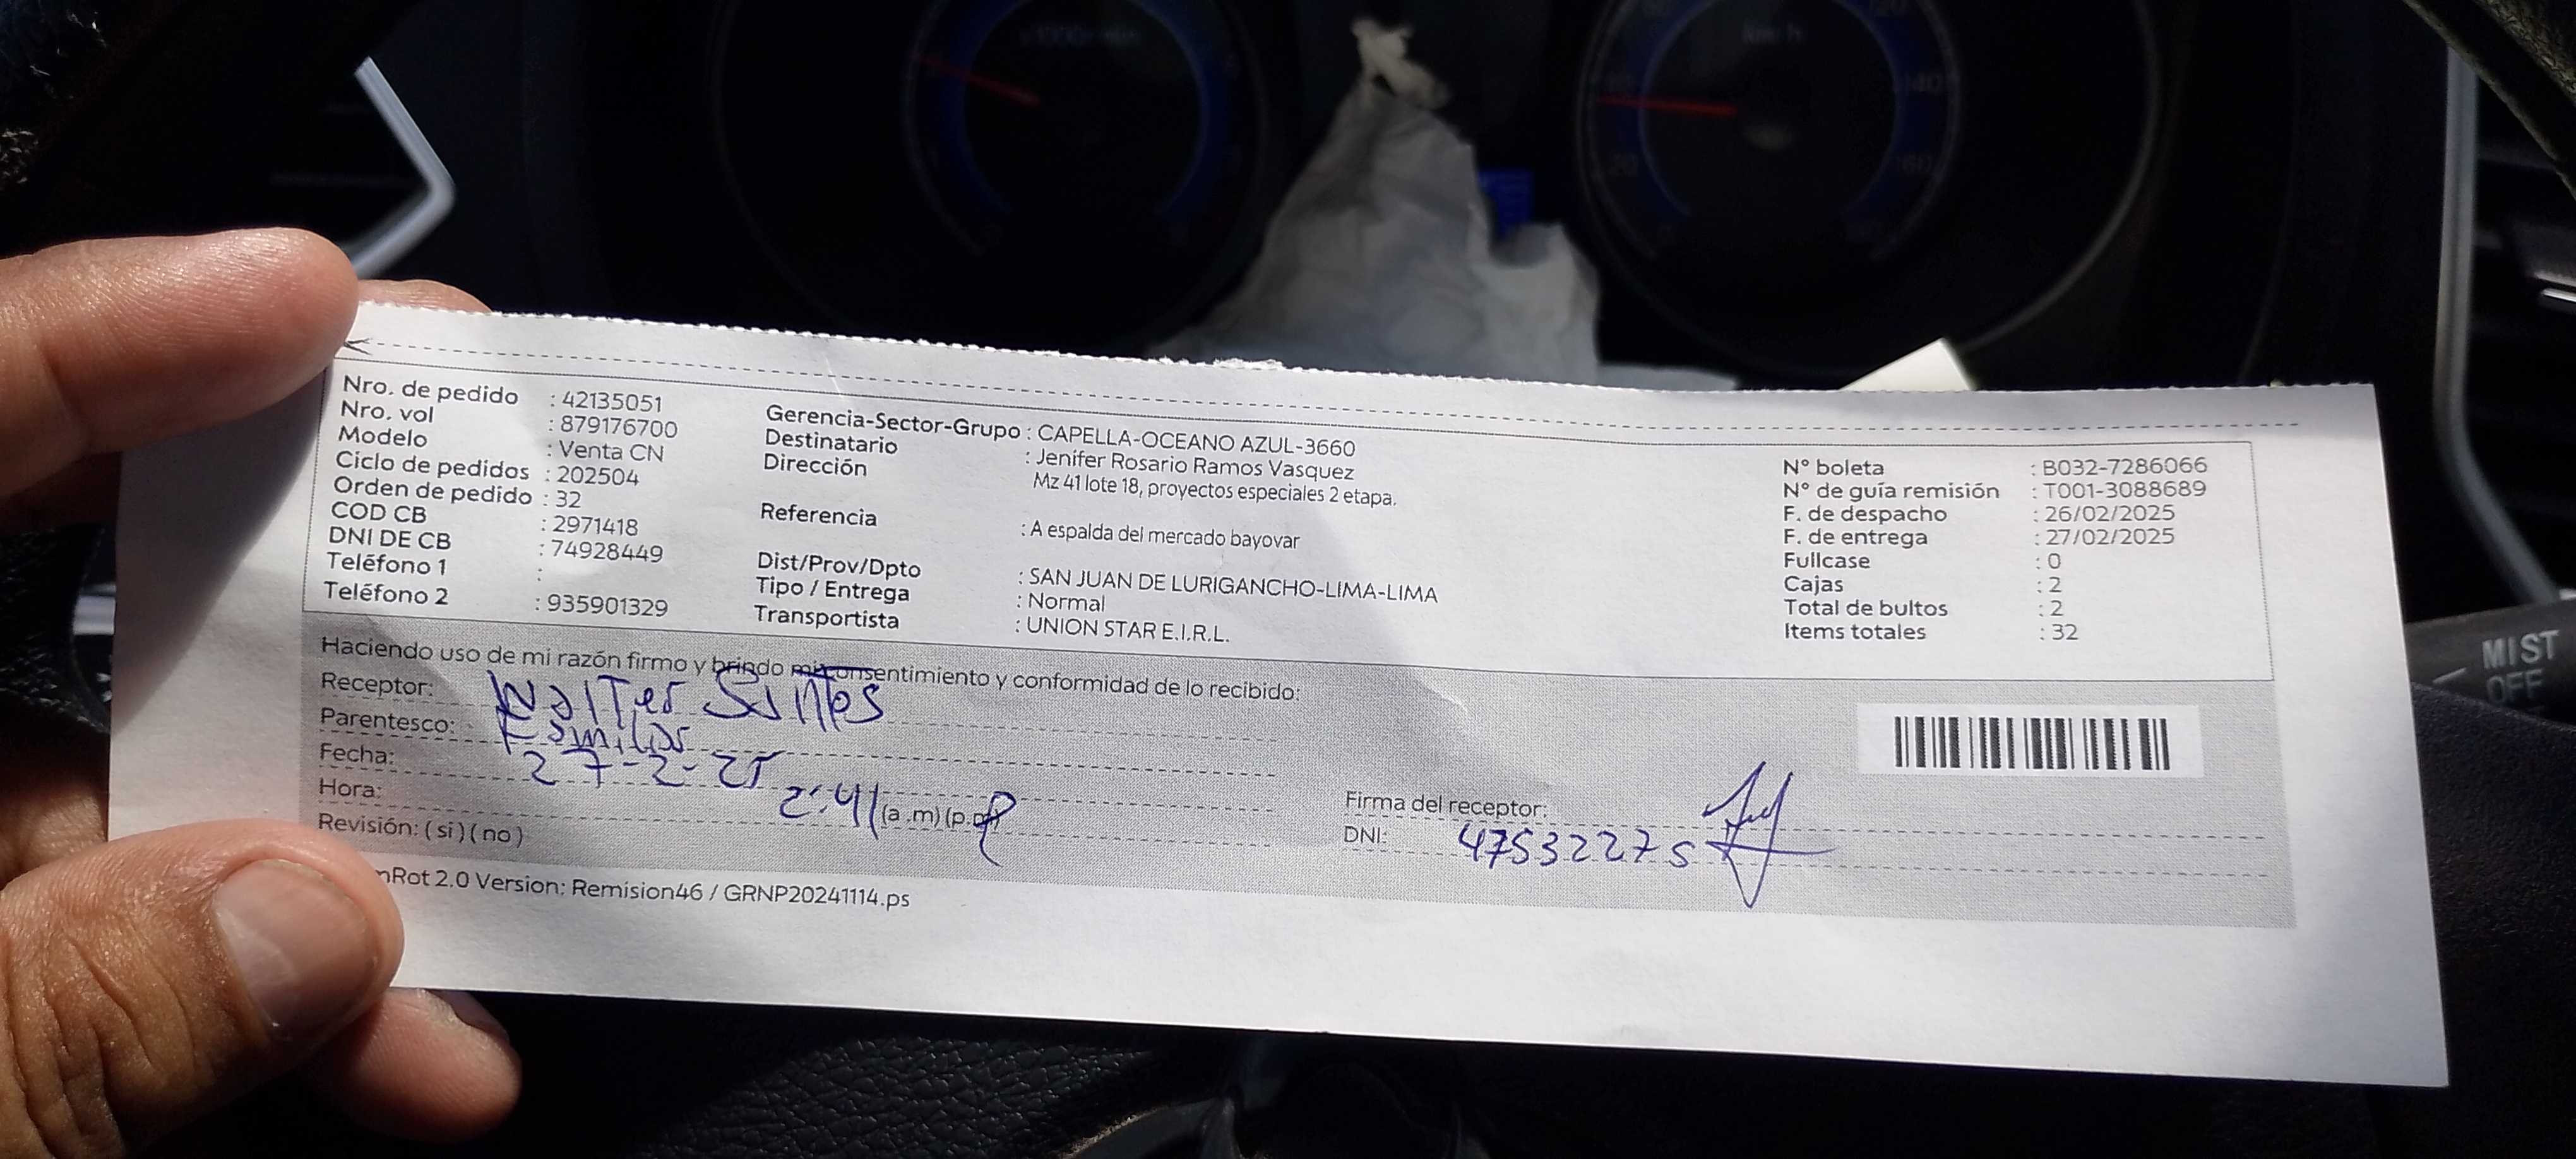 Nro. de pedido : 42135051
Nro. vol : 879176700
Modelo : Venta CN
Ciclo de pedidos : 202504
Orden de pedido : 32
COD CB : 2971418
DNI DE CB : 74928449
Teléfono 1 :
Teléfono 2 : 935901329
Gerencia-Sector-Grupo : CAPELLA-OCEANO AZUL-3660
Destinatario : Jenifer Rosario Ramos Vasquez
Dirección Mz 41 lote 18, proyectos especiales 2 etapa.
Referencia : A espalda del mercado bayovar
Dist/Prov/Dpto : SAN JUAN DE LURIGANCHO-LIMA-LIMA
Tipo / Entrega : Normal
Transportista : UNION STAR E.I.R.L.
N° boleta : B032-7286066
N° de guía remisión : T001-3088689
F. de despacho : 26/02/2025
F. de entrega : 27/02/2025
Fullcase : 0
Cajas : 2
Total de bultos : 2
Items totales : 32
Haciendo uso de mi razón firmo y brindo mi consentimiento y conformidad de lo recibido:
Receptor: Walter
Parentesco: Familiar
Fecha: 27-2-25
Hora: 2:41 (a .m) (p.m)
Revisión: ( si ) ( no )
Firma del receptor:
DNI: 47532275
mRot 2.0 Version: Remision46 / GRNP20241114.ps
MIST
OFF